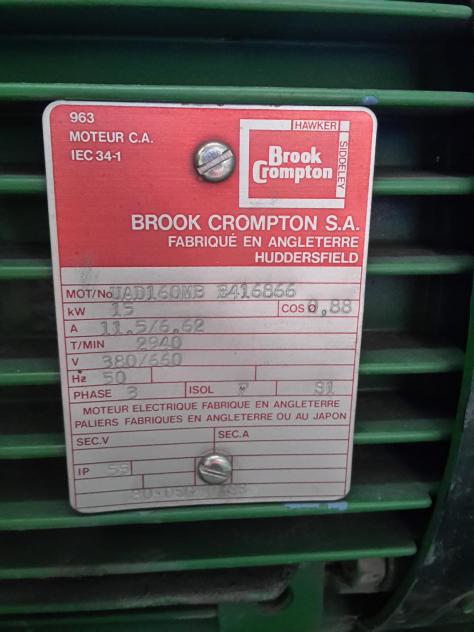 963
MOTEUR C.A.
IEC 34-1
HAWKER
SIDDELEY
Brook
Crompton
BROOK CROMPTON S.A.
FABRIQUÉ EN ANGLETERRE
HUDDERSFIELD
MOT/No UAD160MB E416866
kW 15 COS Ø 0,88
A 11.5/6.62
T/MIN 2940
V 380/660
Hz 50
PHASE 3 ISOL F S1
MOTEUR ELECTRIQUE FABRIQUE EN ANGLETERRE
PALIERS FABRIQUES EN ANGLETERRE OU AU JAPON
SEC.V SEC.A
IP 55